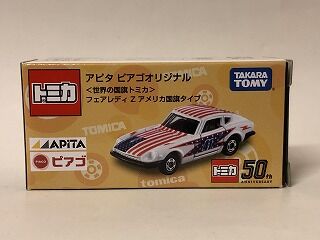 トミカ
アピタ ピアゴオリジナル
<世界の国旗トミカ>
フェアレディ Z アメリカ国旗タイプ
TAKARA
TOMY
TOMICA
APiTA
ピアゴ
tomica
トミカ 50th
ANNIVERSARY